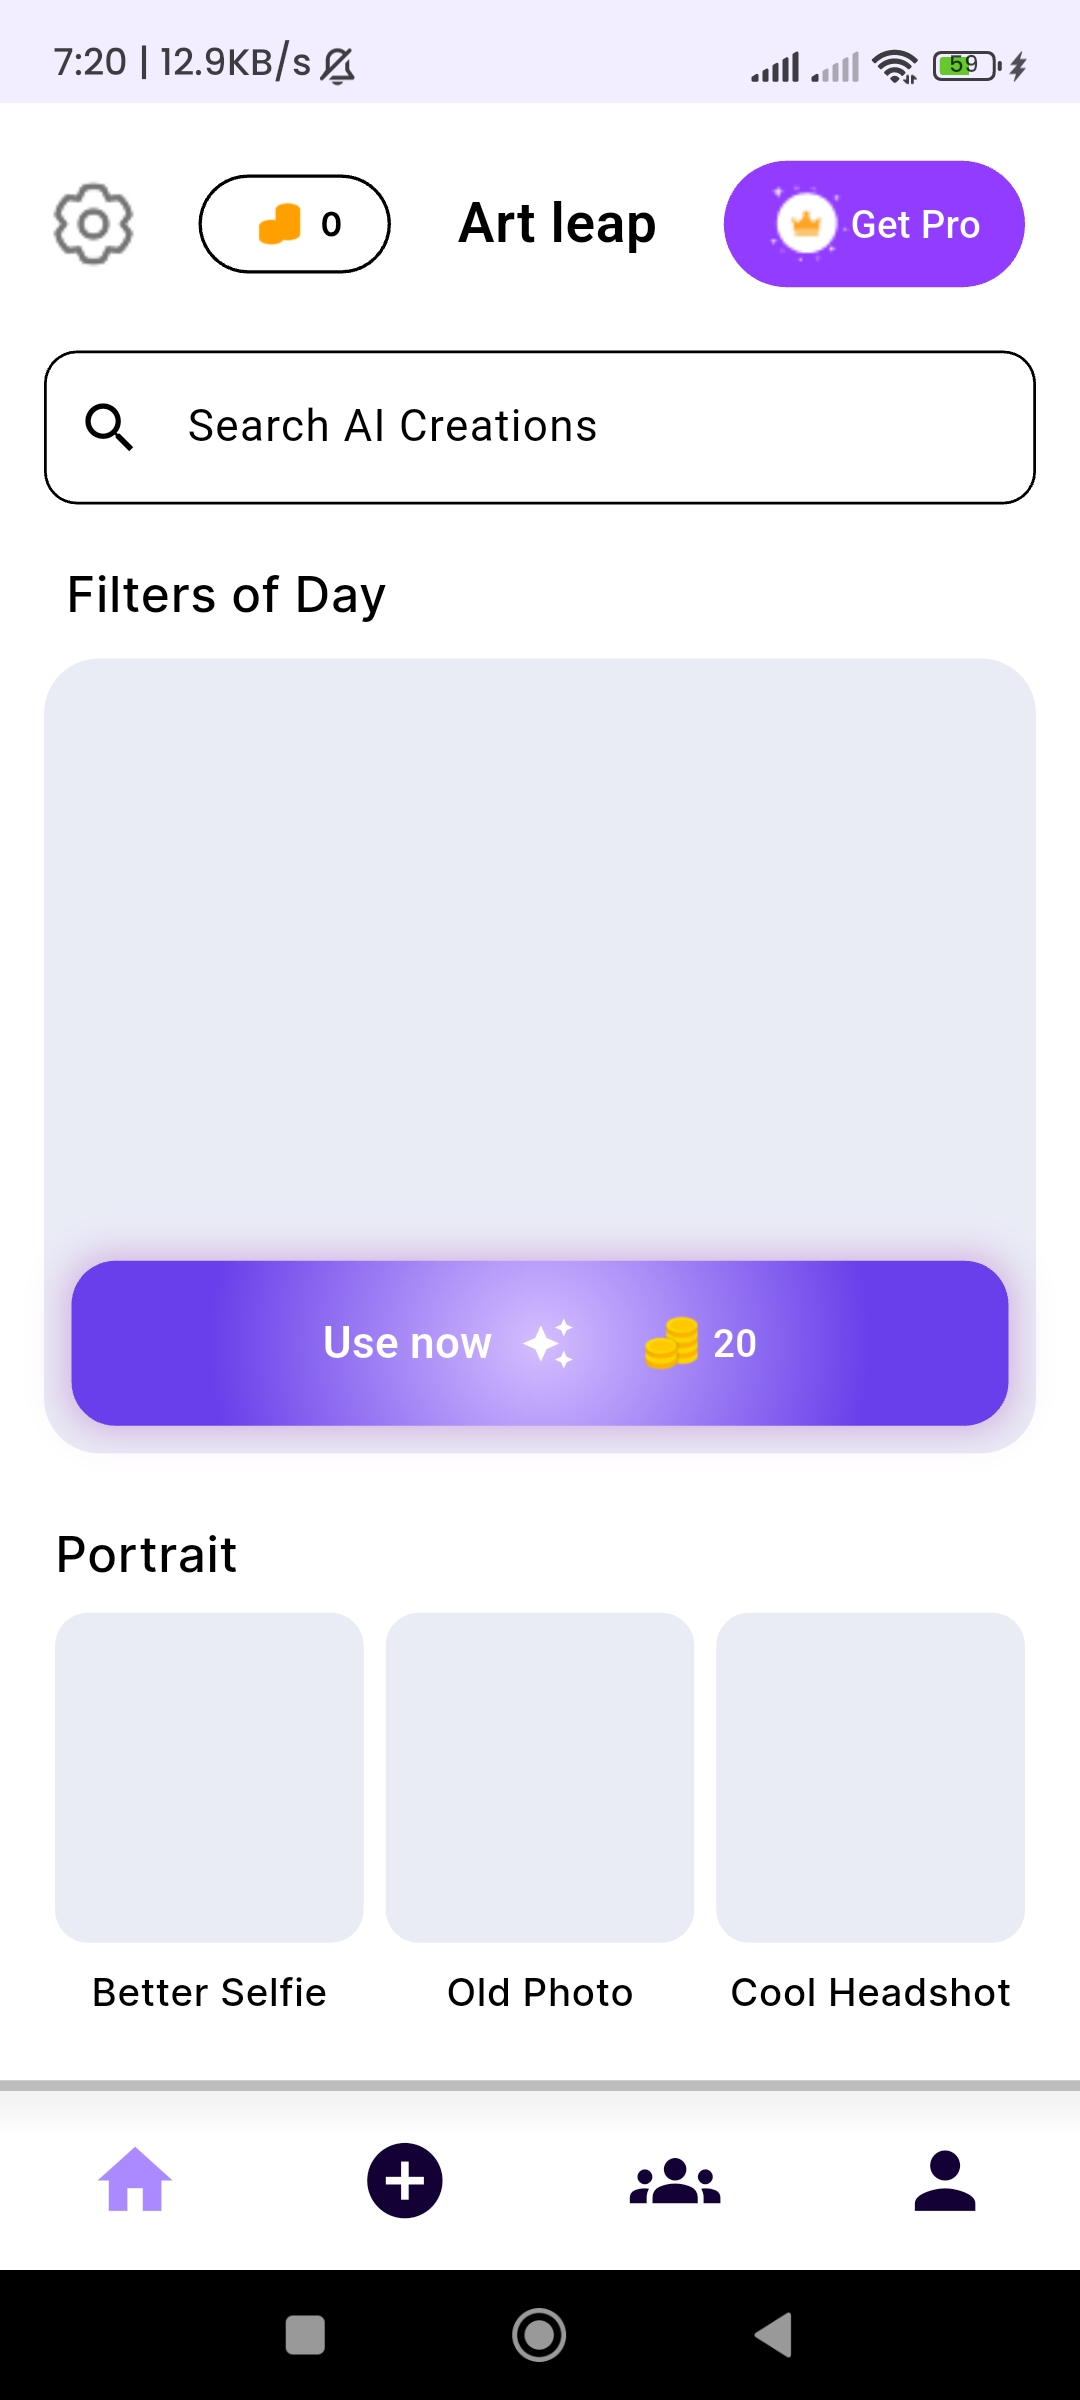 7:20 | 12.9KB/s
59
0
Art leap
Get Pro
Search AI Creations
Filters of Day
Use now
20
Portrait
Better Selfie
Old Photo
Cool Headshot